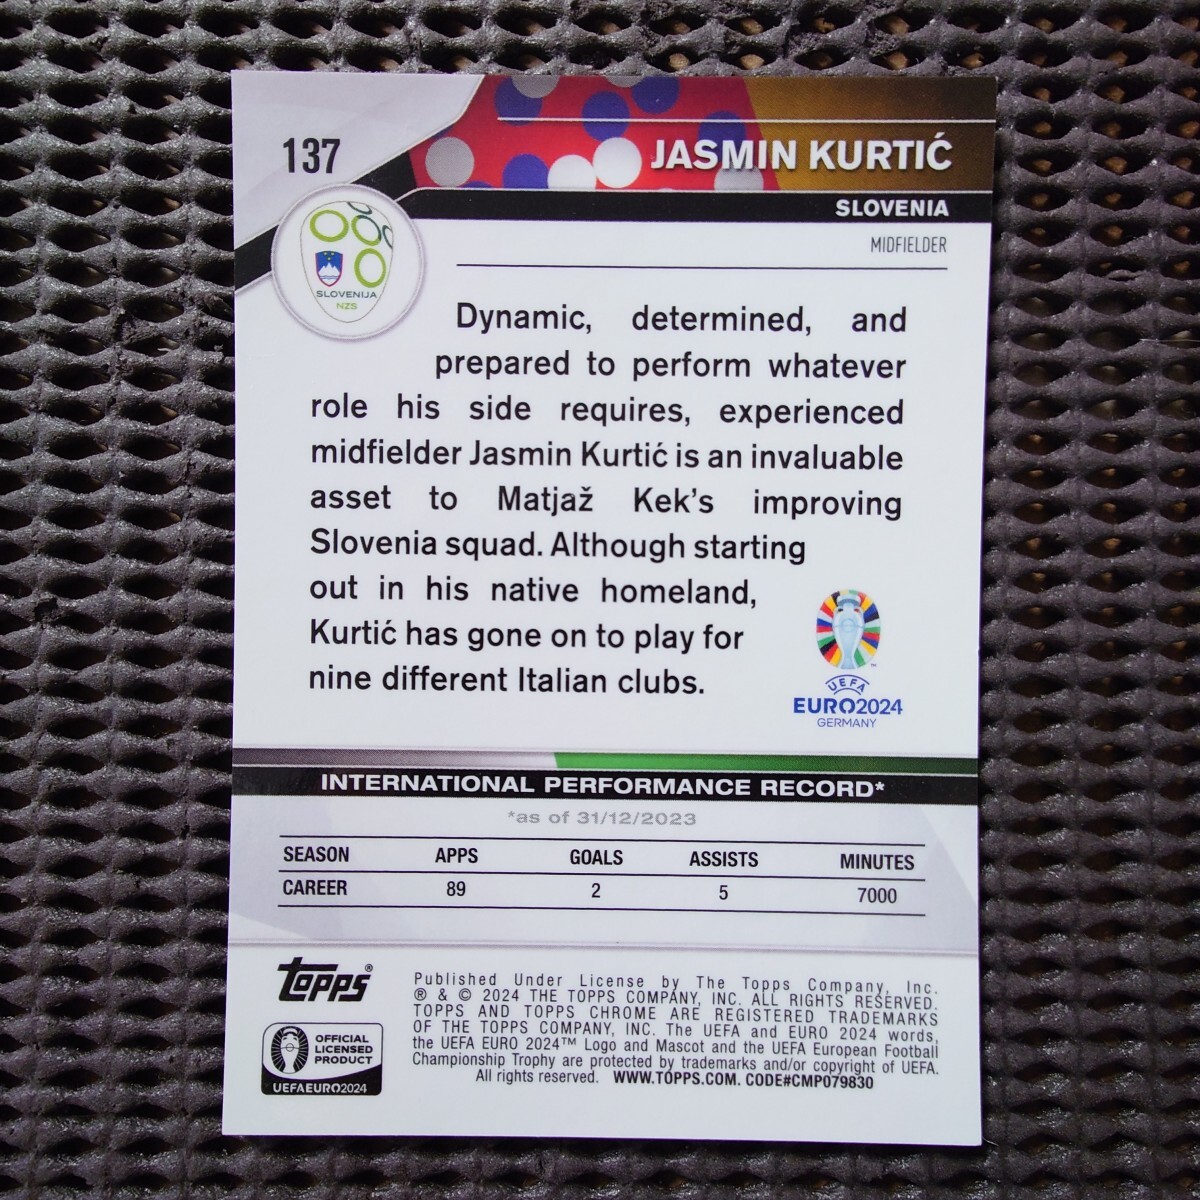 137
JASMIN KURTIĆ
SLOVENIA
MIDFIELDER
SLOVENIJA
NZS
Dynamic, determined, and
prepared to perform whatever
role his side requires, experienced
midfielder Jasmin Kurtić is an invaluable
asset to Matjaž Kek's improving
Slovenia squad. Although starting
out in his native homeland,
Kurtić has gone on to play for
nine different Italian clubs.
™
UEFA
EURO2024
GERMANY
INTERNATIONAL PERFORMANCE RECORD*
*as of 31/12/2023
SEASON APPS GOALS ASSISTS MINUTES
CAREER 89 2 5 7000
topps®
OFFICIAL
LICENSED
PRODUCT
UEFAEURO2024
Published Under License by The Topps Company, Inc.
® & © 2024 THE TOPPS COMPANY, INC. ALL RIGHTS RESERVED.
TOPPS AND TOPPS CHROME ARE REGISTERED TRADEMARKS
OF THE TOPPS COMPANY, INC. The UEFA and EURO 2024 words,
the UEFA EURO 2024™ Logo and Mascot and the UEFA European Football
Championship Trophy are protected by trademarks and/or copyright of UEFA.
All rights reserved. WWW.TOPPS.COM. CODE#CMP079830